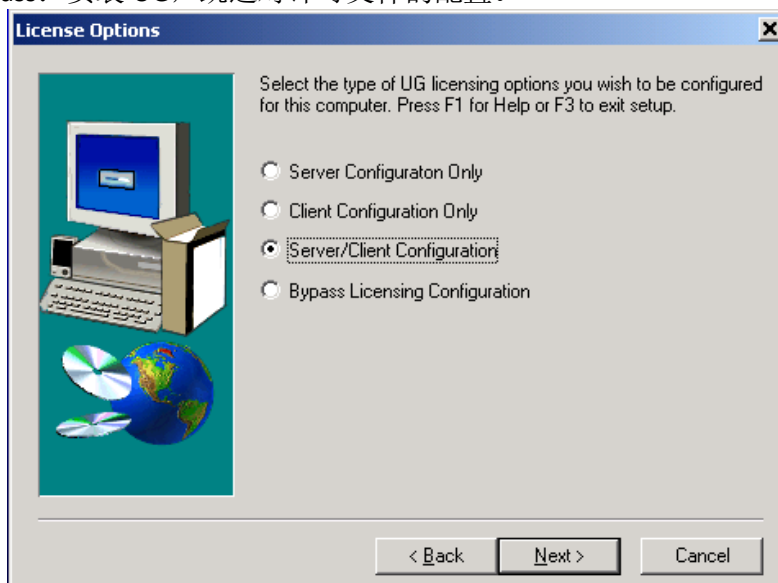 License Options
Select the type of UG licensing options you wish to be configured
for this computer. Press F1 for Help or F3 to exit setup.
Server Configuraton Only
Client Configuration Only
Server/Client Configuration
Bypass Licensing Configuration
< Back
Next >
Cancel